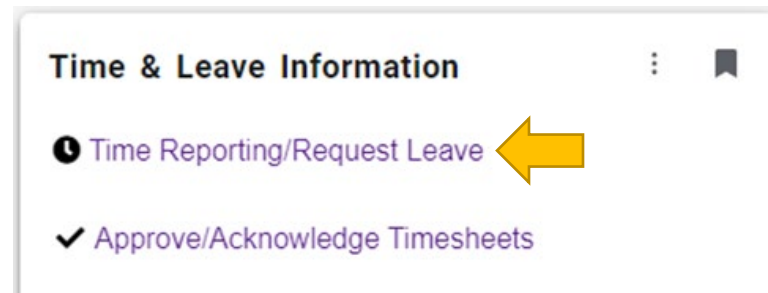 Time & Leave Information
Time Reporting/Request Leave
Approve/Acknowledge Timesheets